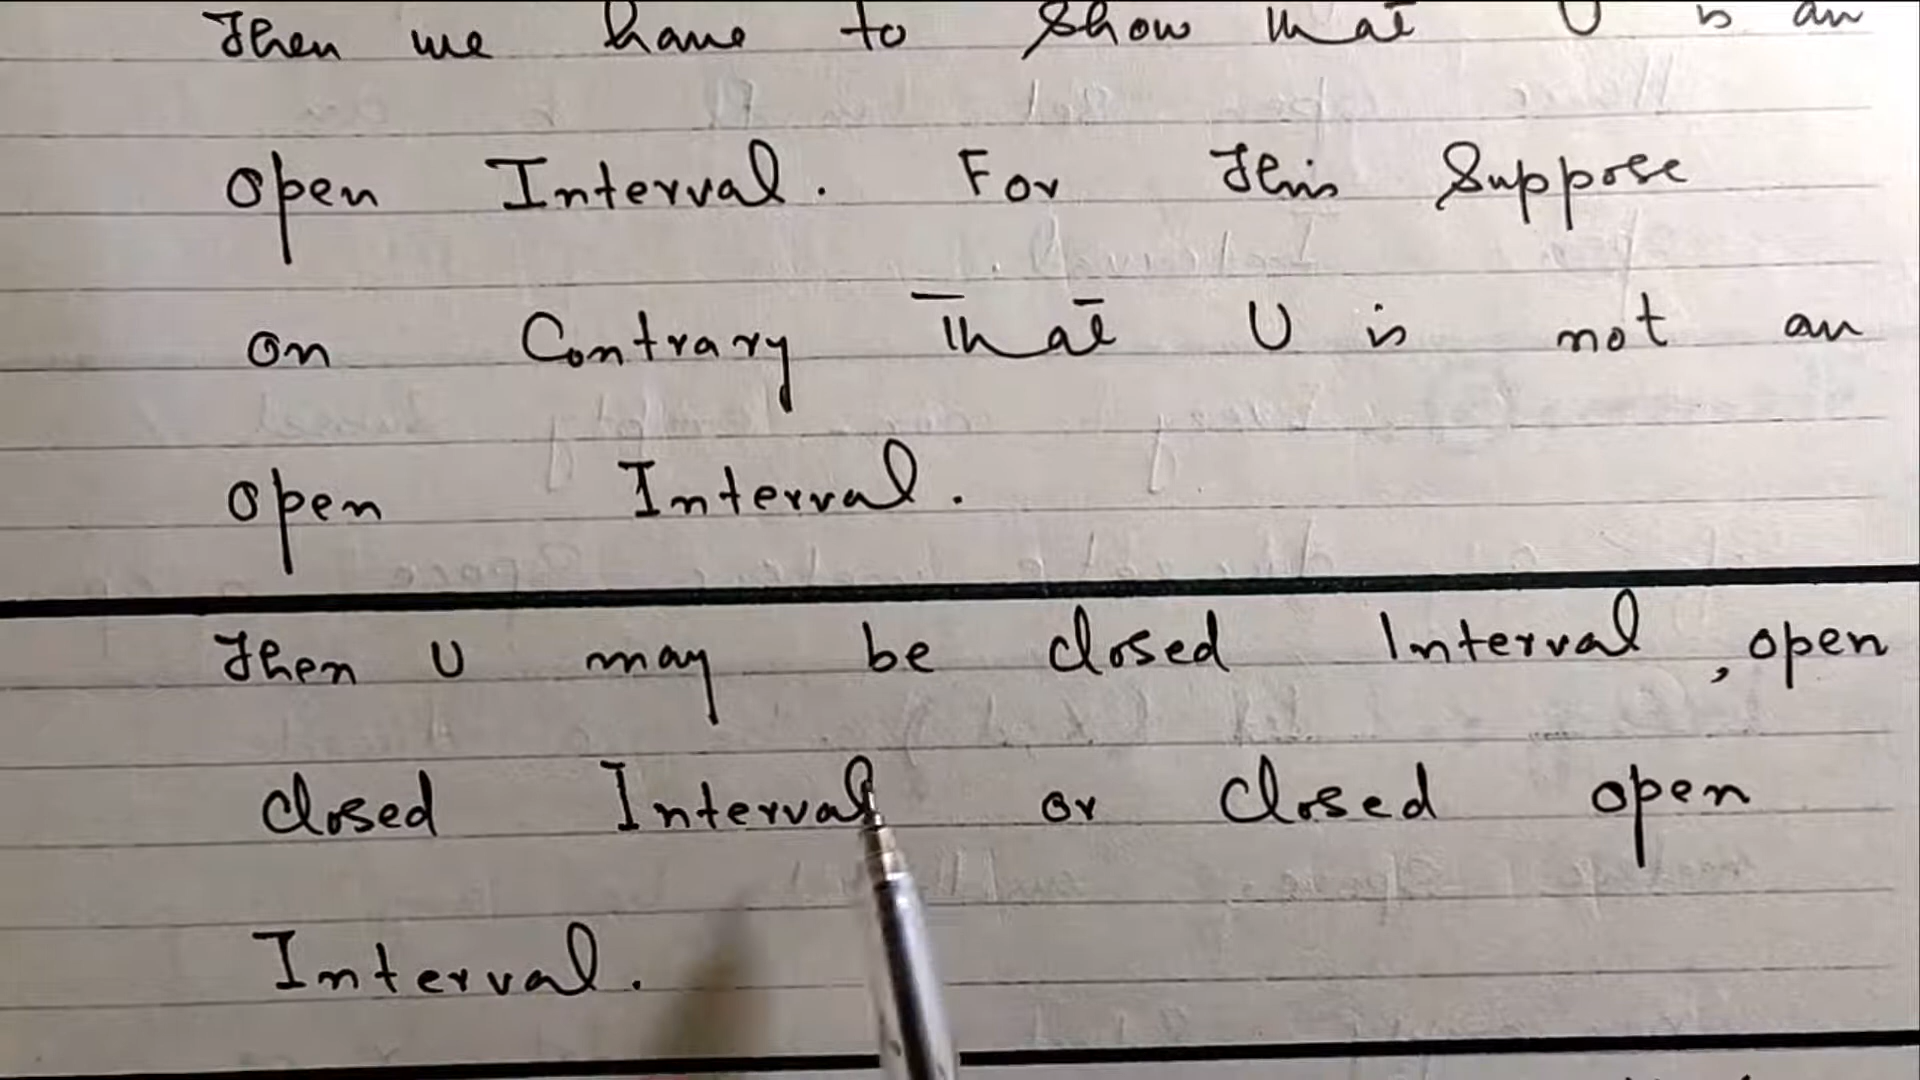 Then we have to show that U is an
open Interval. For This Suppose
on Contrary That U is not an
open Interval.
Then U may be closed Interval, open
closed Interval or closed open
Interval.